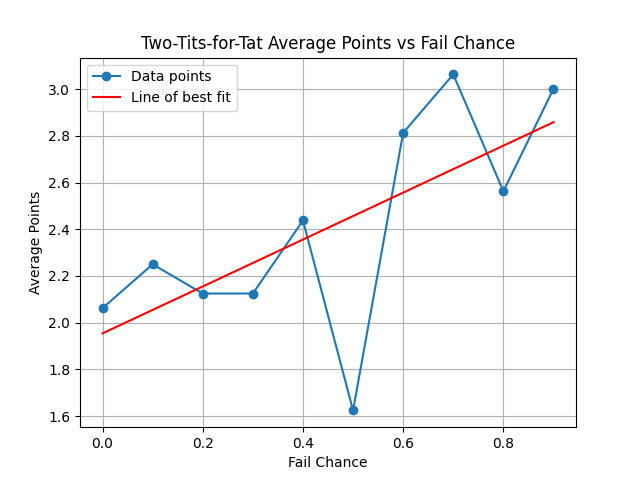 Two-Tits-for-Tat Average Points vs Fail Chance
Data points
Line of best fit
Average Points
3.0
2.8
2.6
2.4
2.2
2.0
1.8
1.6
0.0 0.2 0.4 0.6 0.8
Fail Chance